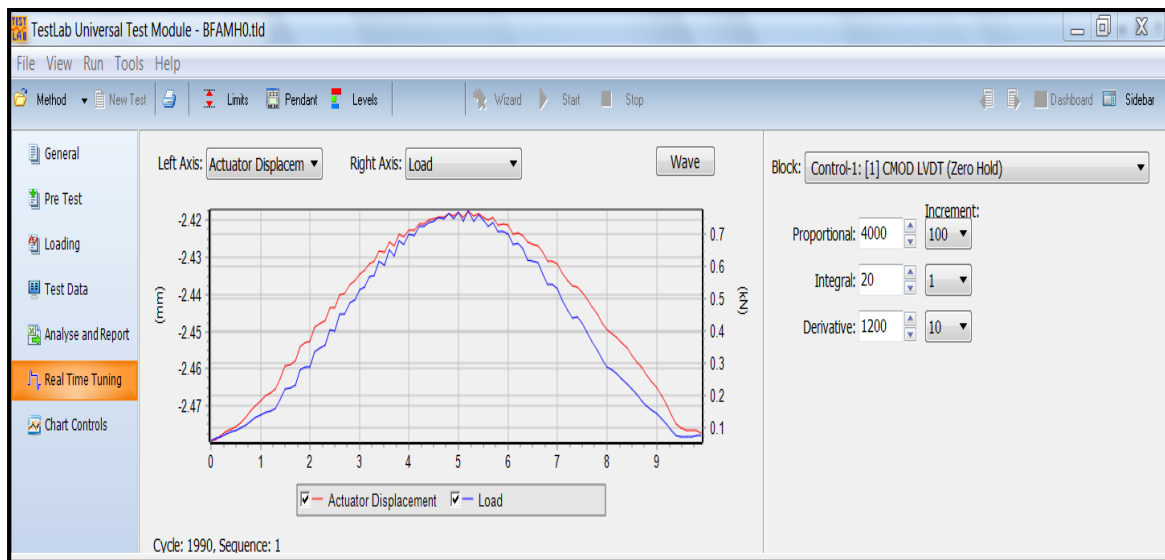 TEST LAB
TestLab Universal Test Module - BFAMH0.tld
File View Run Tools Help
Method New Test Limits Pendant Levels Wizard Start Stop Dashboard Sidebar
General
Pre Test
Loading
Test Data
Analyse and Report
Real Time Tuning
Chart Controls
Left Axis: Actuator Displacem Right Axis: Load Wave
-2.42
-2.43
-2.44
-2.45
-2.46
-2.47
(mm)
0.7
0.6
0.5
0.4
0.3
0.2
0.1
(kN)
0 1 2 3 4 5 6 7 8 9
Actuator Displacement Load
Cycle: 1990, Sequence: 1
Block: Control-1: [1] CMOD LVDT (Zero Hold)
Increment:
Proportional: 4000 100
Integral: 20 1
Derivative: 1200 10